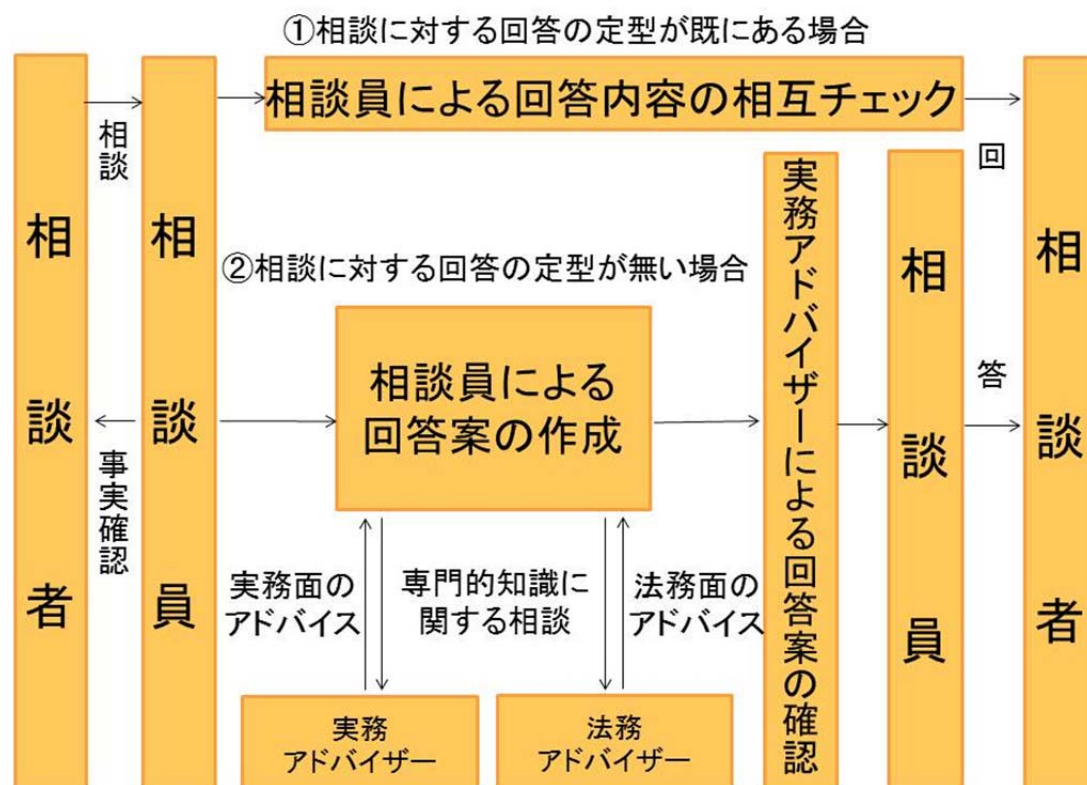 ①相談に対する回答の定型が既にある場合
相談者
相談
事実確認
相談員
相談員による回答内容の相互チェック
②相談に対する回答の定型が無い場合
相談員による
回答案の作成
実務面の
アドバイス
専門的知識に
関する相談
法務面の
アドバイス
実務
アドバイザー
法務
アドバイザー
実務アドバイザーによる回答案の確認
相談員
回答
相談者